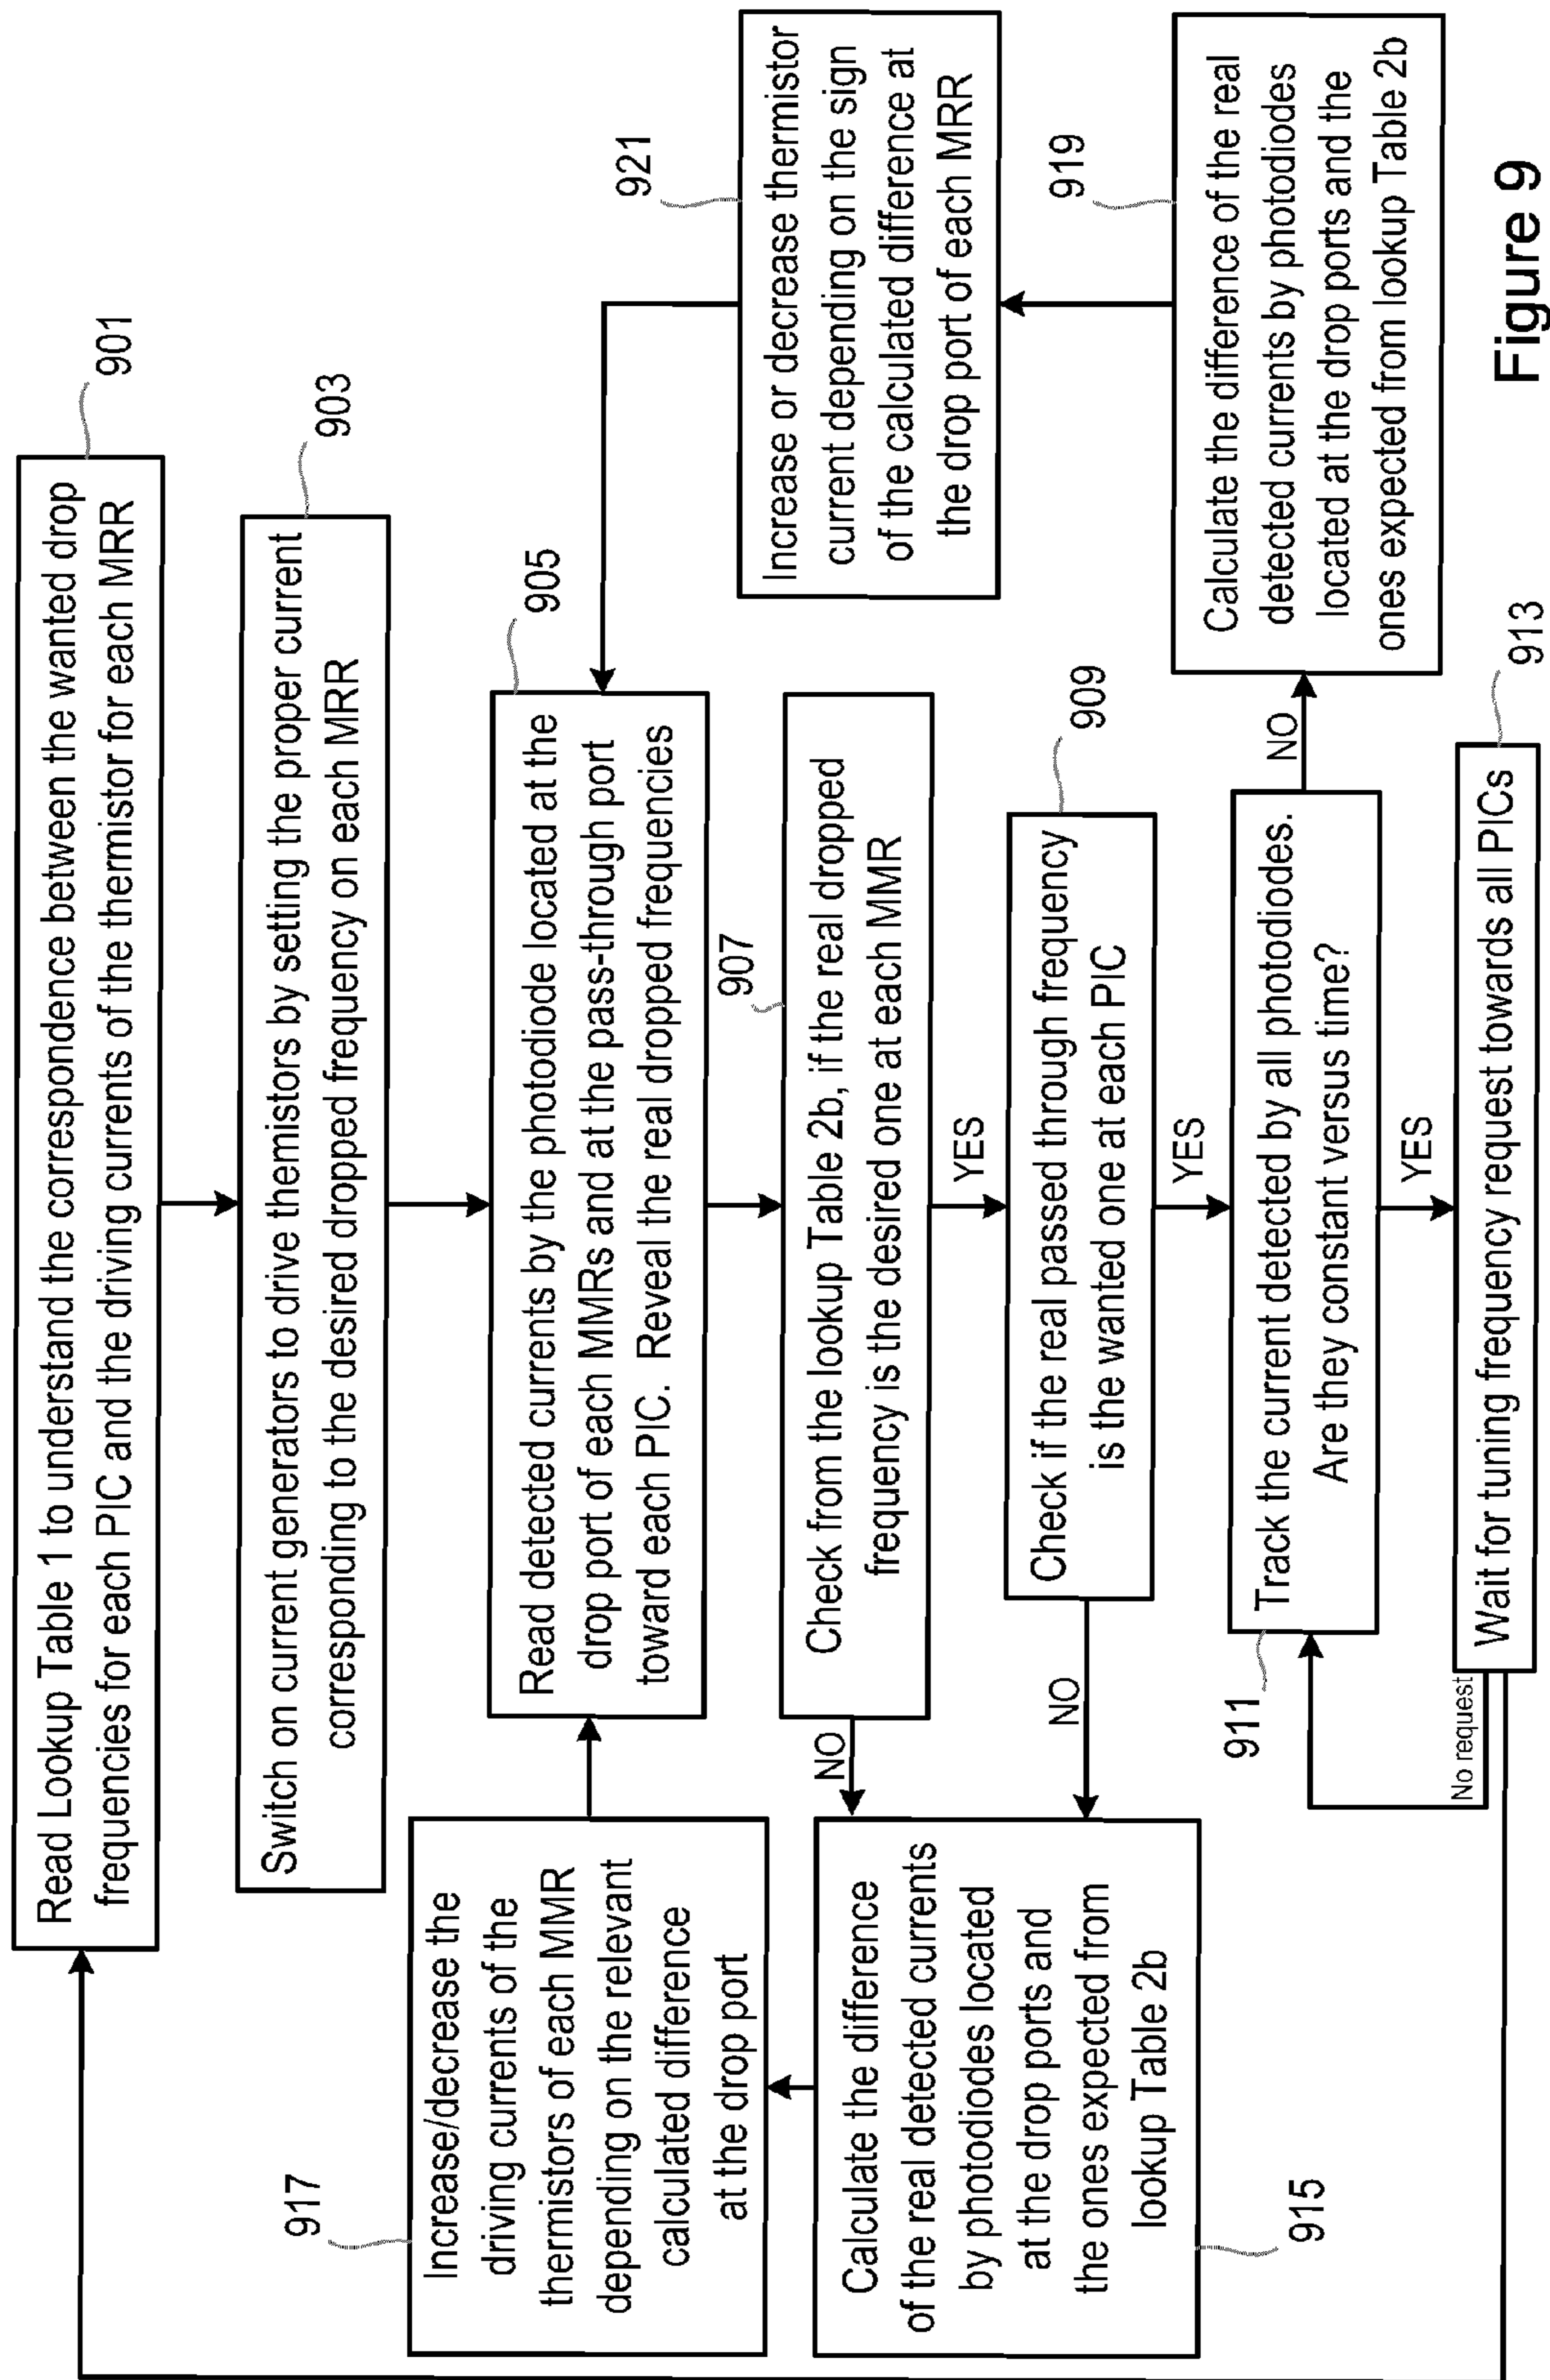 Read Lookup Table 1 to understand the correspondence between the wanted drop
frequencies for each PIC and the driving currents of the thermistor for each MRR
901
Switch on current generators to drive themistors by setting the proper current
corresponding to the desired dropped frequency on each MRR
903
Read detected currents by the photodiode located at the
drop port of each MMRs and at the pass-through port
toward each PIC. Reveal the real dropped frequencies
905
Check from the lookup Table 2b, if the real dropped
frequency is the desired one at each MMR
907
NO
YES
Check if the real passed through frequency
is the wanted one at each PIC
909
NO
YES
Track the current detected by all photodiodes.
Are they constant versus time?
911
NO
YES
Wait for tuning frequency request towards all PICs
913
No request
Calculate the difference
of the real detected currents
by photodiodes located
at the drop ports and
the ones expected from
lookup Table 2b
915
Increase/decrease the
driving currents of the
thermistors of each MMR
depending on the relevant
calculated difference
at the drop port
917
Calculate the difference of the real
detected currents by photodiodes
located at the drop ports and the
ones expected from lookup Table 2b
919
Increase or decrease thermistor
current depending on the sign
of the calculated difference at
the drop port of each MRR
921
Figure 9